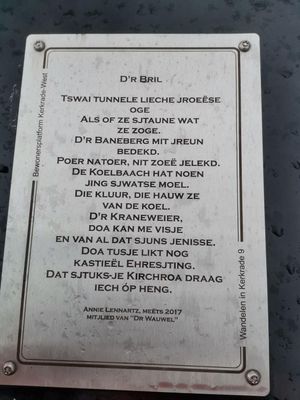 Bewonersplatform Kerkrade-West
D'r Bril
Tswai tunnele lieche jroeëse
oge
Als of ze sjtaune wat
ze zoge.
D'r Baneberg mit jreun
bedekd.
Poer natoer, nit zoeë jelekd.
De Koelbaach hat noen
jing sjwatse moel.
Die kluur, die hauw ze
van de koel.
D'r Kraneweier,
doa kan me visje
en van al dat sjuns jenisse.
Doa tusje likt nog
kastieël Ehresjting.
Dat sjtuks-je Kirchroa draag
iech óp heng.
Annie Lennartz, meëts 2017
mitjlied van "Dr Wauwel"
Wandelen in Kerkrade 9